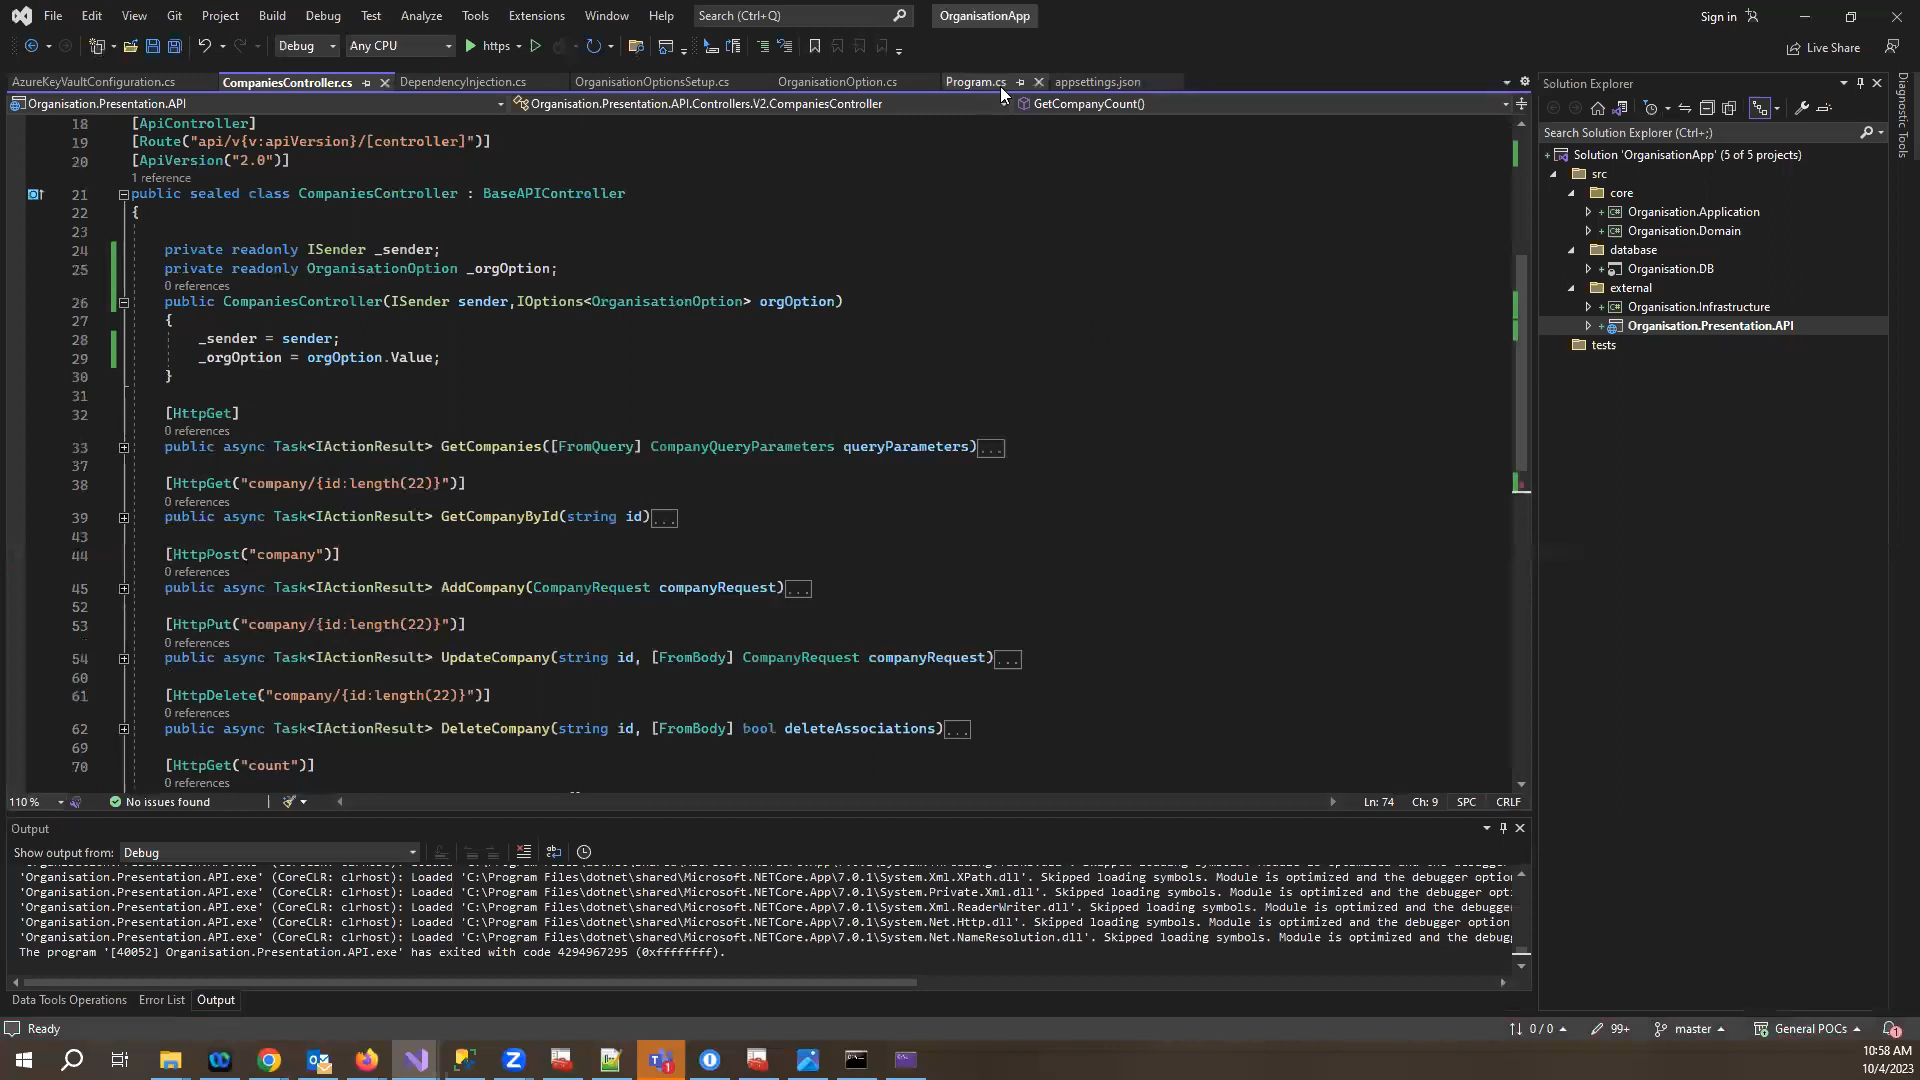 File Edit View Git Project Build Debug Test Analyze Tools Extensions Window Help Search (Ctrl+Q) OrganisationApp Sign in
Debug Any CPU https Live Share
AzureKeyVaultConfiguration.cs CompaniesController.cs DependencyInjection.cs OrganisationOptionsSetup.cs OrganisationOption.cs Program.cs appsettings.json
Organisation.Presentation.API Organisation.Presentation.API.Controllers.V2.CompaniesController GetCompanyCount()
18 [ApiController]
19 [Route("api/v{v:apiVersion}/[controller]")]
20 [ApiVersion("2.0")]
1 reference
21 public sealed class CompaniesController : BaseAPIController
22 {
23
24 private readonly ISender _sender;
25 private readonly OrganisationOption _orgOption;
0 references
26 public CompaniesController(ISender sender,IOptions<OrganisationOption> orgOption)
27 {
28 _sender = sender;
29 _orgOption = orgOption.Value;
30 }
31
32 [HttpGet]
0 references
33 public async Task<IActionResult> GetCompanies([FromQuery] CompanyQueryParameters queryParameters)...
37
38 [HttpGet("company/{id:length(22)}")]
0 references
39 public async Task<IActionResult> GetCompanyById(string id)...
43
44 [HttpPost("company")]
0 references
45 public async Task<IActionResult> AddCompany(CompanyRequest companyRequest)...
52
53 [HttpPut("company/{id:length(22)}")]
0 references
54 public async Task<IActionResult> UpdateCompany(string id, [FromBody] CompanyRequest companyRequest)...
60
61 [HttpDelete("company/{id:length(22)}")]
0 references
62 public async Task<IActionResult> DeleteCompany(string id, [FromBody] bool deleteAssociations)...
69
70 [HttpGet("count")]
0 references
110 % No issues found Ln: 74 Ch: 9 SPC CRLF
Output
Show output from: Debug
'Organisation.Presentation.API.exe' (CoreCLR: clrhost): Loaded 'C:\Program Files\dotnet\shared\Microsoft.NETCore.App\7.0.1\System.Xml.XPath.dll'. Skipped loading symbols. Module is optimized and the debugger optio
'Organisation.Presentation.API.exe' (CoreCLR: clrhost): Loaded 'C:\Program Files\dotnet\shared\Microsoft.NETCore.App\7.0.1\System.Private.Xml.dll'. Skipped loading symbols. Module is optimized and the debugger opti
'Organisation.Presentation.API.exe' (CoreCLR: clrhost): Loaded 'C:\Program Files\dotnet\shared\Microsoft.NETCore.App\7.0.1\System.Xml.ReaderWriter.dll'. Skipped loading symbols. Module is optimized and the debugger
'Organisation.Presentation.API.exe' (CoreCLR: clrhost): Loaded 'C:\Program Files\dotnet\shared\Microsoft.NETCore.App\7.0.1\System.Net.Http.dll'. Skipped loading symbols. Module is optimized and the debugger option
'Organisation.Presentation.API.exe' (CoreCLR: clrhost): Loaded 'C:\Program Files\dotnet\shared\Microsoft.NETCore.App\7.0.1\System.Net.NameResolution.dll'. Skipped loading symbols. Module is optimized and the debug
The program '[40052] Organisation.Presentation.API.exe' has exited with code 4294967295 (0xffffffff).
Data Tools Operations Error List Output
Solution Explorer
Search Solution Explorer (Ctrl+;)
Solution 'OrganisationApp' (5 of 5 projects)
src
core
Organisation.Application
Organisation.Domain
database
Organisation.DB
external
Organisation.Infrastructure
Organisation.Presentation.API
tests
Diagnostic Tools
Ready 0 / 0 99+ master General POCs 1
10:58 AM
10/4/2023